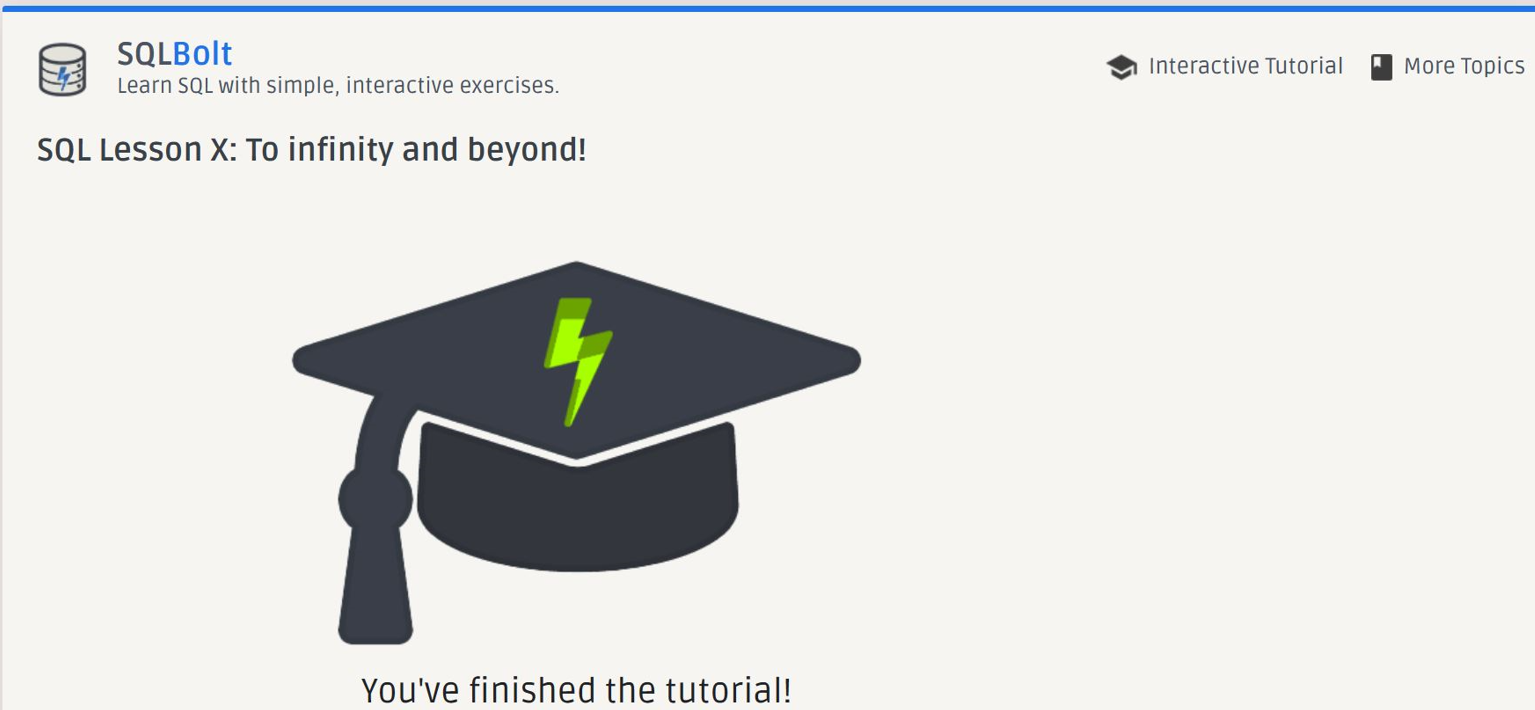 SQLBolt
Learn SQL with simple, interactive exercises.
Interactive Tutorial
More Topics
SQL Lesson X: To infinity and beyond!
You've finished the tutorial!